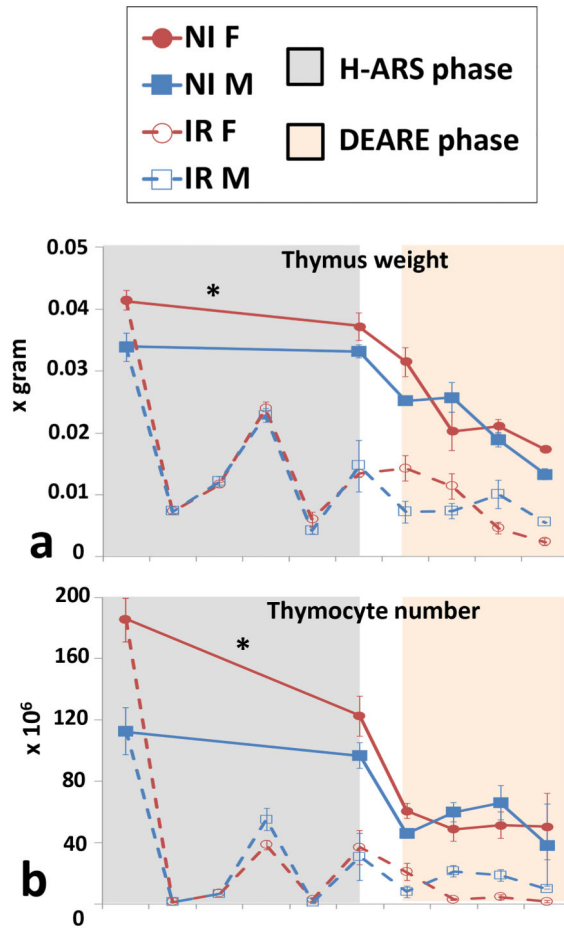 NI F
NI M
IR F
IR M
H-ARS phase
DEARE phase
Thymus weight
*
0.05
0.04
0.03
0.02
0.01
0
x gram
a
Thymocyte number
*
200
160
120
80
40
0
x 10⁶
b